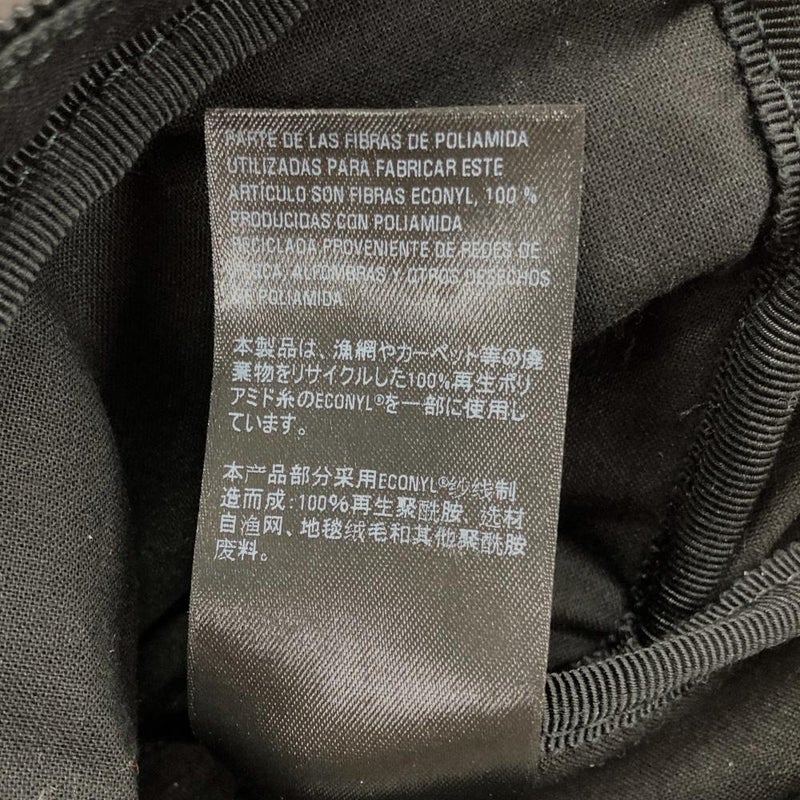 PARTE DE LAS FIBRAS DE POLIAMIDA
UTILIZADAS PARA FABRICAR ESTE
ARTÍCULO SON FIBRAS ECONYL, 100 %
PRODUCIDAS CON POLIAMIDA
RECICLADA PROVENIENTE DE REDES DE
PESCA, ALFOMBRAS Y OTROS DESECHOS
DE POLIAMIDA
本製品は、漁網やカーペット等の廃
棄物をリサイクルした100%再生ポリ
アミド糸のECONYL®を一部に使用し
ています。
本产品部分采用ECONYL®纱线制
造而成:100%再生聚酰胺，选材
自渔网、地毯绒毛和其他聚酰胺
废料。